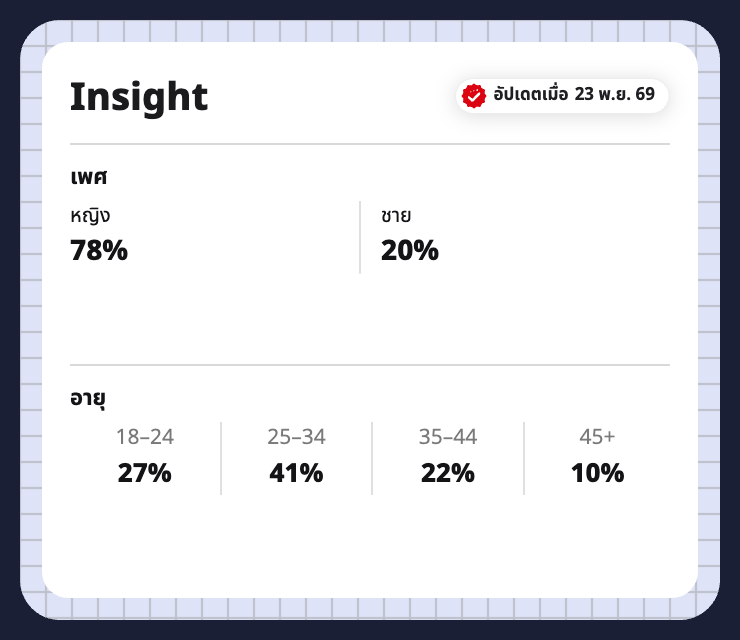 Insight
อัปเดตเมื่อ 23 พ.ย. 69
เพศ
หญิง ชาย
78% 20%
อายุ
18–24 25–34 35–44 45+
27% 41% 22% 10%